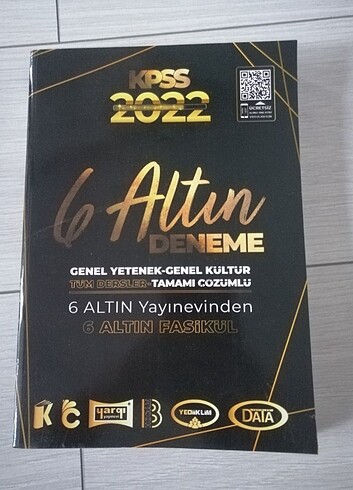 KPSS
2022
ÜCRETSİZ
6 Altın
DENEME
GENEL YETENEK-GENEL KÜLTÜR
TÜM DERSLER-TAMAMI ÇÖZÜMLÜ
6 ALTIN Yayınevinden
6 ALTIN FASİKÜL
yargı
yayınevi
YEDİİKLİM
DATA